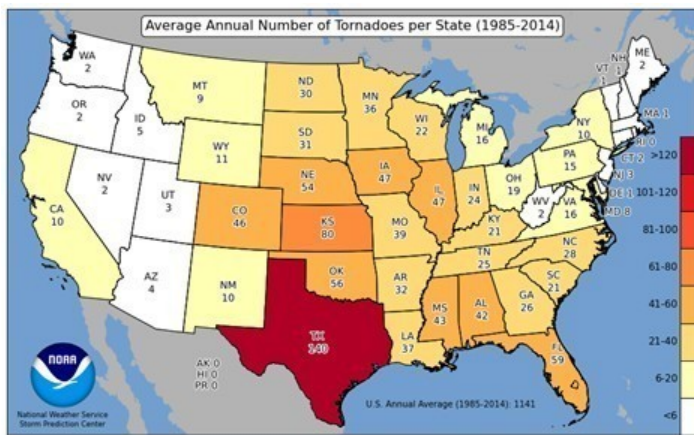 Average Annual Number of Tornadoes per State (1985-2014)
WA
2
OR
2
ID
5
MT
9
ND
30
MN
36
WI
22
MI
16
NY
10
VT
1
NH
1
ME
2
MA 1
RI 0
CT 2
NJ 3
DE 1
MD 8
PA
15
SD
31
WY
11
NE
54
IA
47
IL
47
IN
24
OH
19
WV
2
VA
16
CA
10
NV
2
UT
3
CO
46
KS
80
MO
39
KY
21
NC
28
TN
25
SC
21
AZ
4
NM
10
OK
56
AR
32
MS
43
AL
42
GA
26
TX
140
LA
37
FL
59
AK 0
HI 0
PR 0
>120
101-120
81-100
61-80
41-60
21-40
6-20
<6
NOAA
National Weather Service
Storm Prediction Center
U.S. Annual Average (1985-2014): 1141